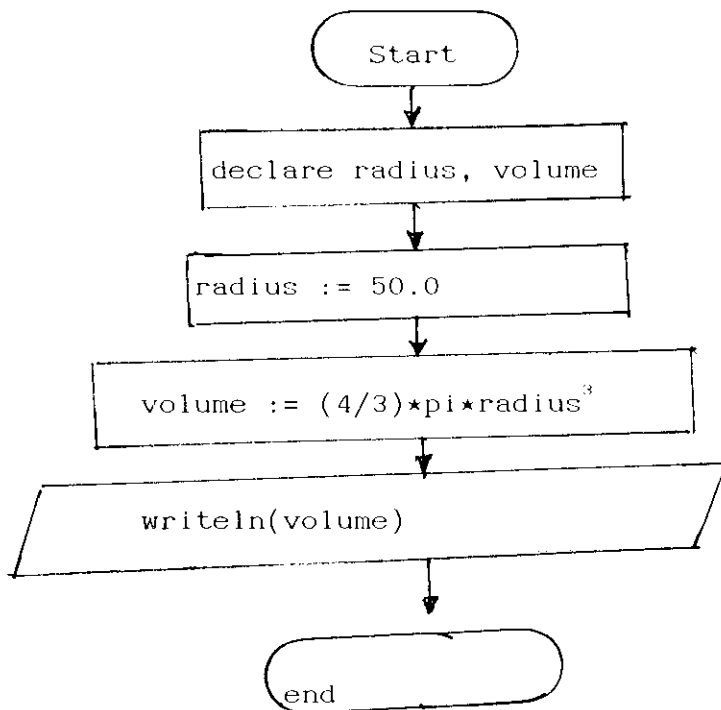 Start
declare radius, volume
radius := 50.0
volume := (4/3)*pi*radius³
writeln(volume)
end